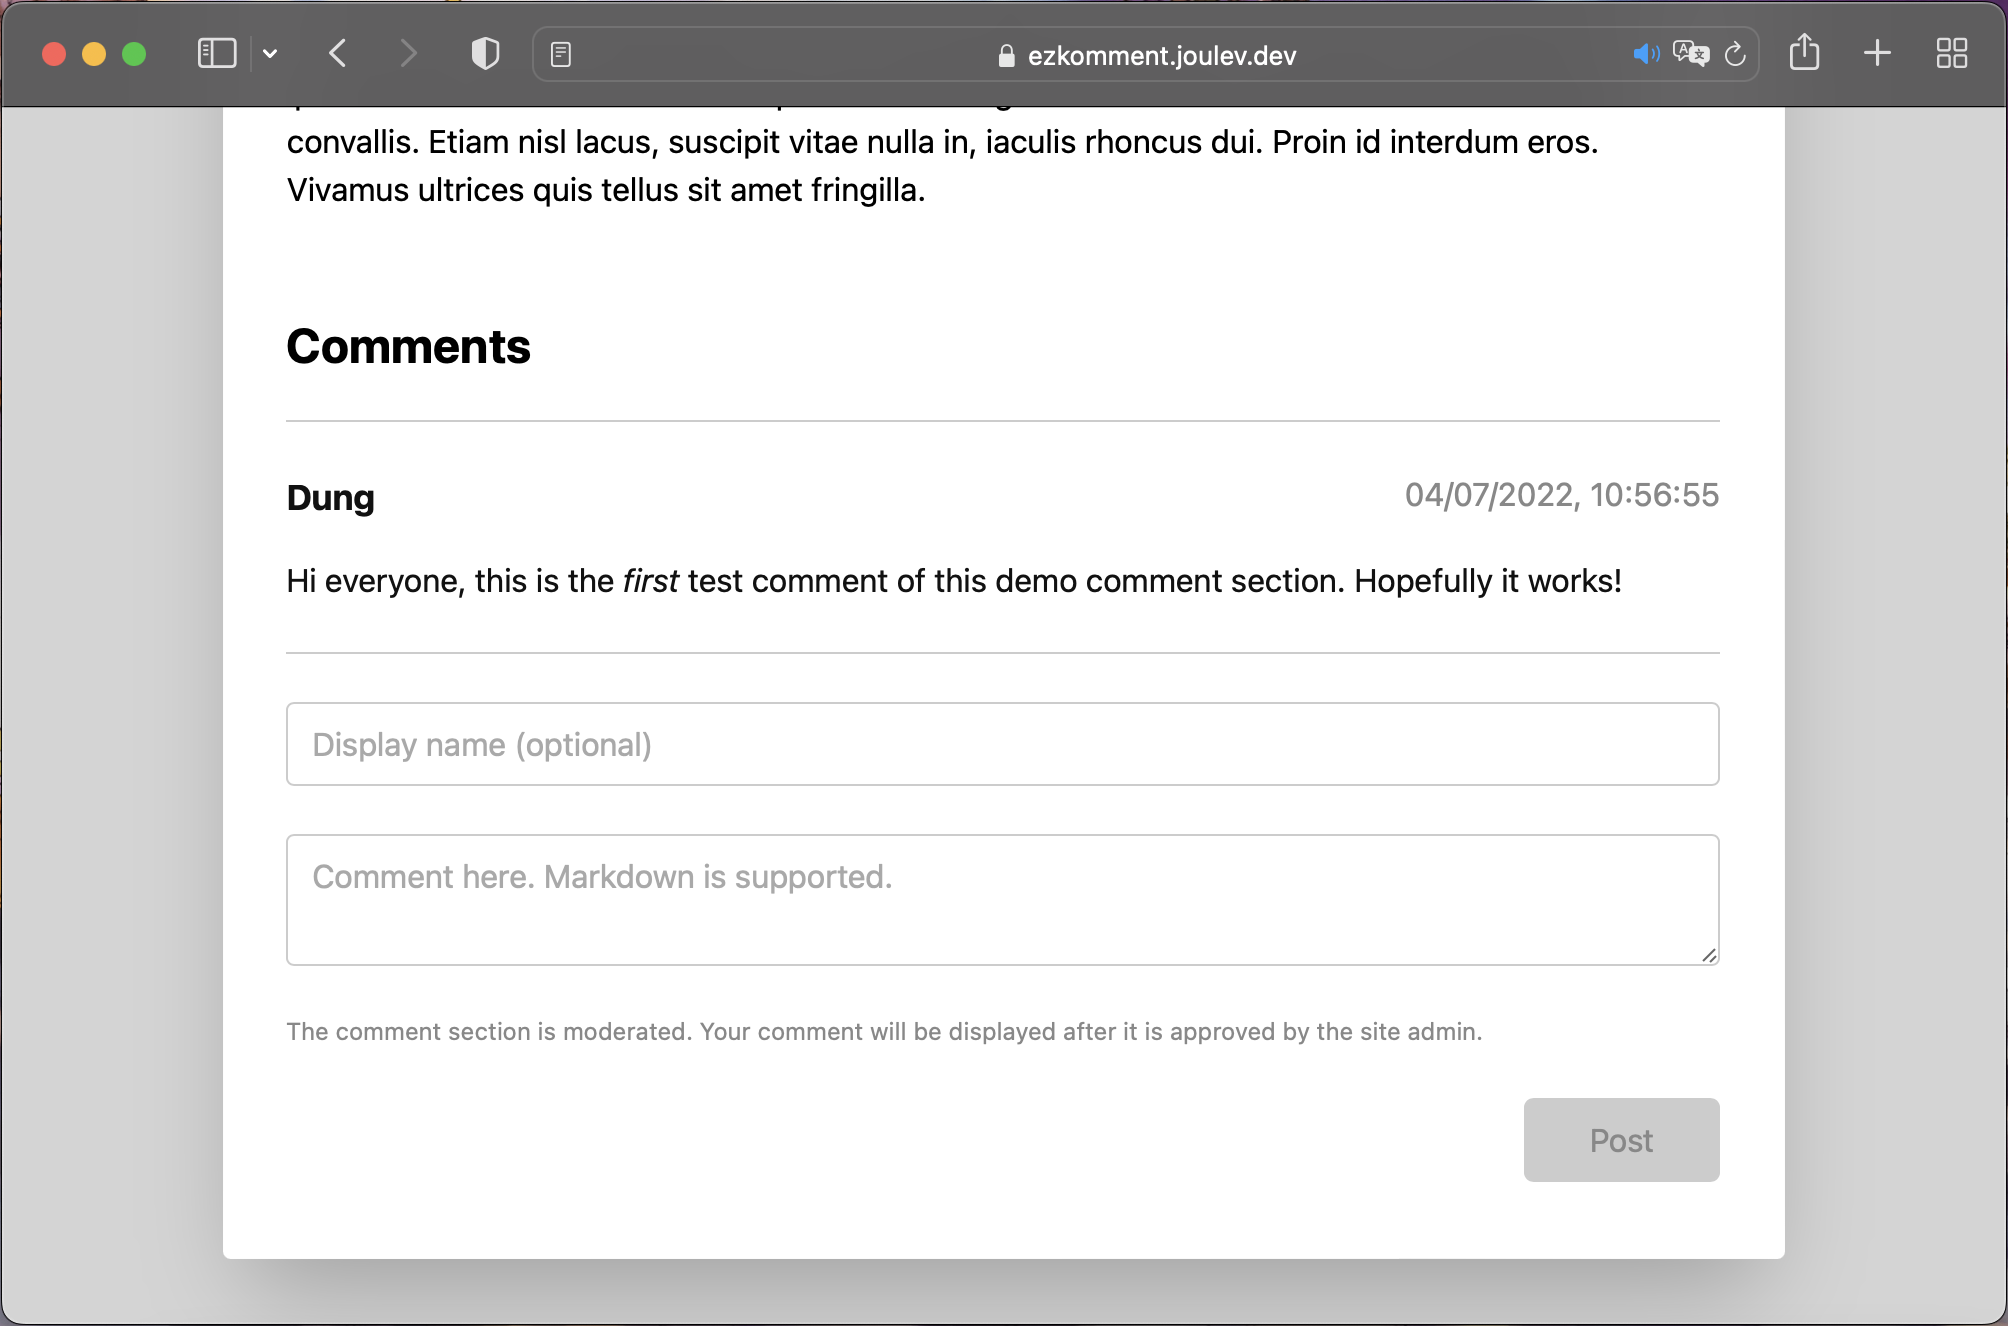 ezkomment.joulev.dev
convallis. Etiam nisl lacus, suscipit vitae nulla in, iaculis rhoncus dui. Proin id interdum eros.
Vivamus ultrices quis tellus sit amet fringilla.
Comments
Dung
04/07/2022, 10:56:55
Hi everyone, this is the first test comment of this demo comment section. Hopefully it works!
Display name (optional)
Comment here. Markdown is supported.
The comment section is moderated. Your comment will be displayed after it is approved by the site admin.
Post